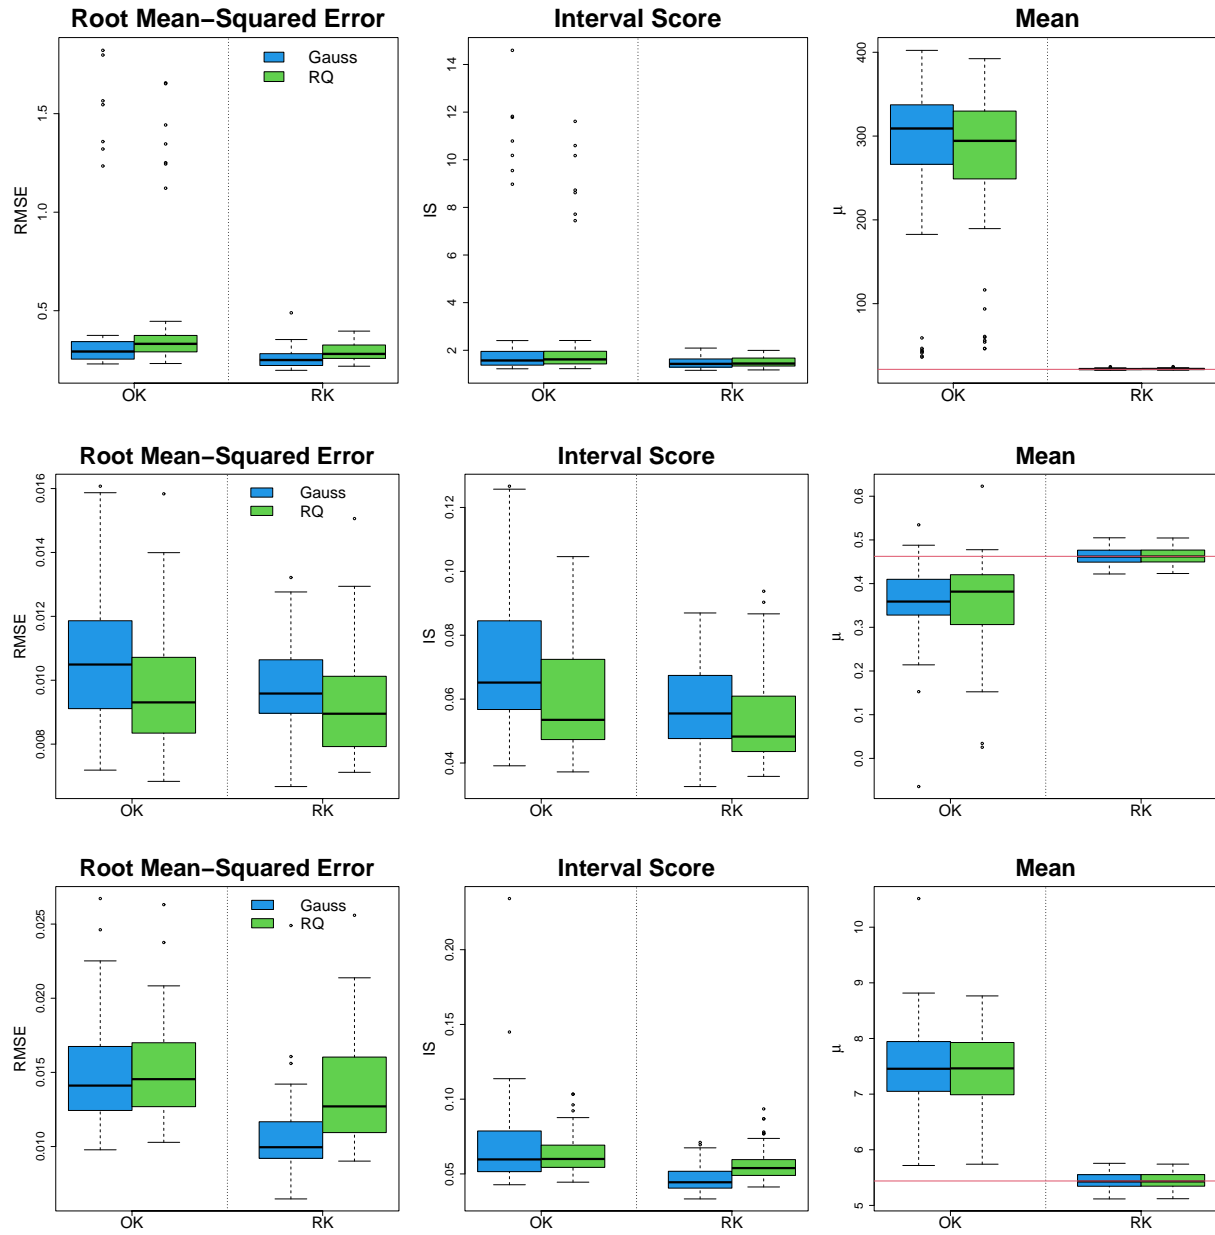 Root Mean−Squared Error
Interval Score
Mean
RMSE
0.5
1.0
1.5
Gauss
RQ
OK
RK
IS
2
4
6
8
10
12
14
OK
RK
μ
100
200
300
400
OK
RK
Root Mean−Squared Error
Interval Score
Mean
RMSE
0.008
0.010
0.012
0.014
0.016
Gauss
RQ
OK
RK
IS
0.04
0.06
0.08
0.10
0.12
OK
RK
μ
0.0
0.1
0.2
0.3
0.4
0.5
0.6
OK
RK
Root Mean−Squared Error
Interval Score
Mean
RMSE
0.010
0.015
0.020
0.025
Gauss
RQ
OK
RK
IS
0.05
0.10
0.15
0.20
OK
RK
μ
5
6
7
8
9
10
OK
RK